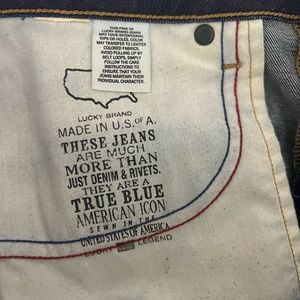 THIS PAIR OF
LUCKY BRAND JEANS
MAY HAVE INTENTIONAL
RIPS OR HOLES. COLOR
MAY TRANSFER TO LIGHTER
COLORED FABRICS.
AVOID PULLING UP BY
BELT LOOPS, SIMPLY
FOLLOW THE CARE
INSTRUCTIONS TO
ENSURE THAT YOUR
JEANS MAINTAIN THEIR
INDIVIDUAL CHARACTER.
LUCKY BRAND
MADE IN U.S. OF A.
THESE JEANS
ARE MUCH
MORE THAN
JUST DENIM & RIVETS.
THEY ARE A
TRUE BLUE
AMERICAN ICON
SEWN IN THE
UNITED STATES OF AMERICA
LUCKY LEGEND